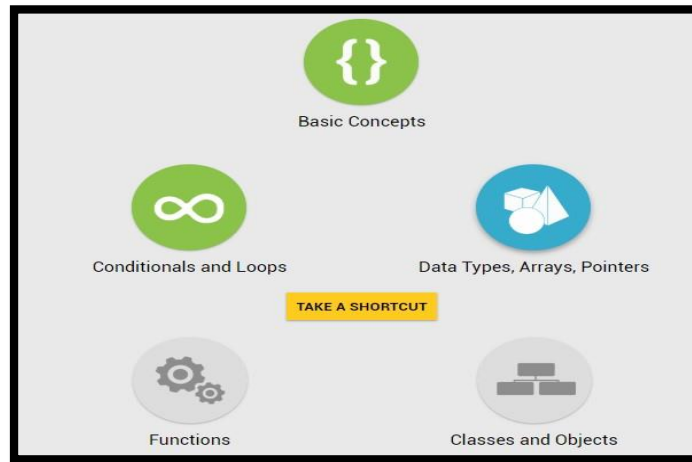 {}
Basic Concepts
Conditionals and Loops
Data Types, Arrays, Pointers
TAKE A SHORTCUT
Functions
Classes and Objects